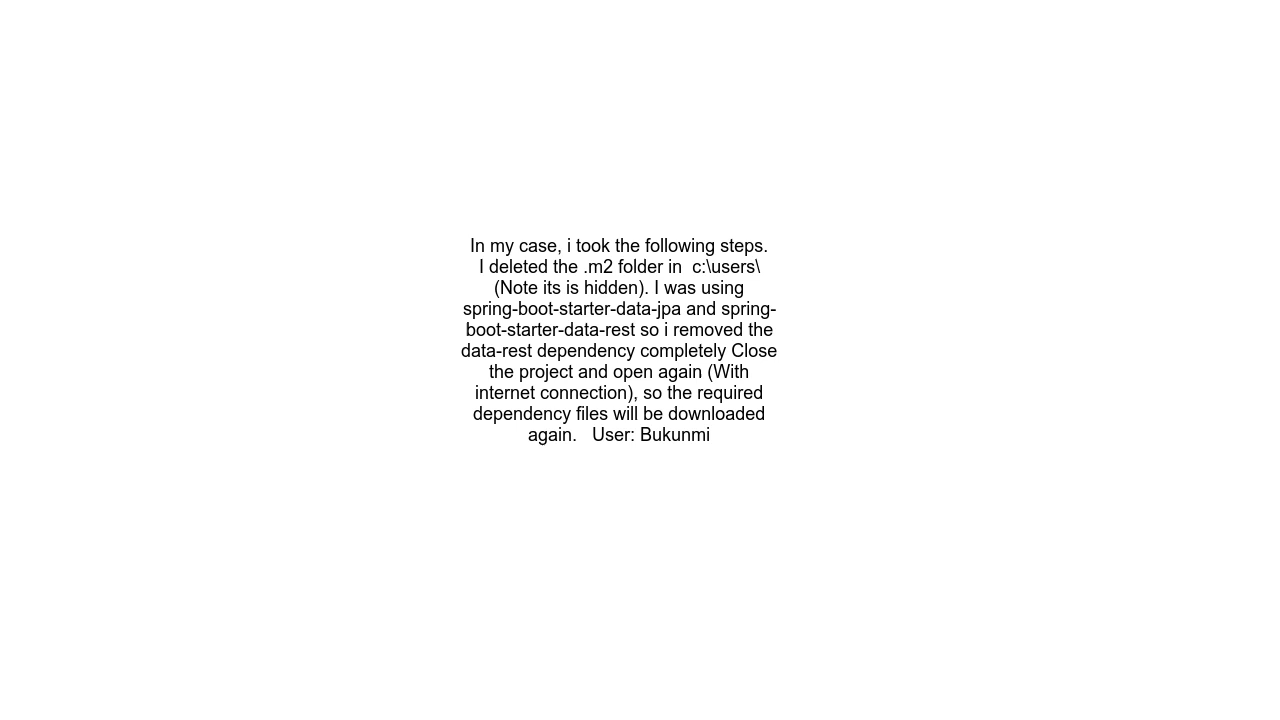 In my case, i took the following steps.
I deleted the .m2 folder in  c:\users\
(Note its is hidden). I was using
spring-boot-starter-data-jpa and spring-
boot-starter-data-rest so i removed the
data-rest dependency completely Close
the project and open again (With
internet connection), so the required
dependency files will be downloaded
again.   User: Bukunmi